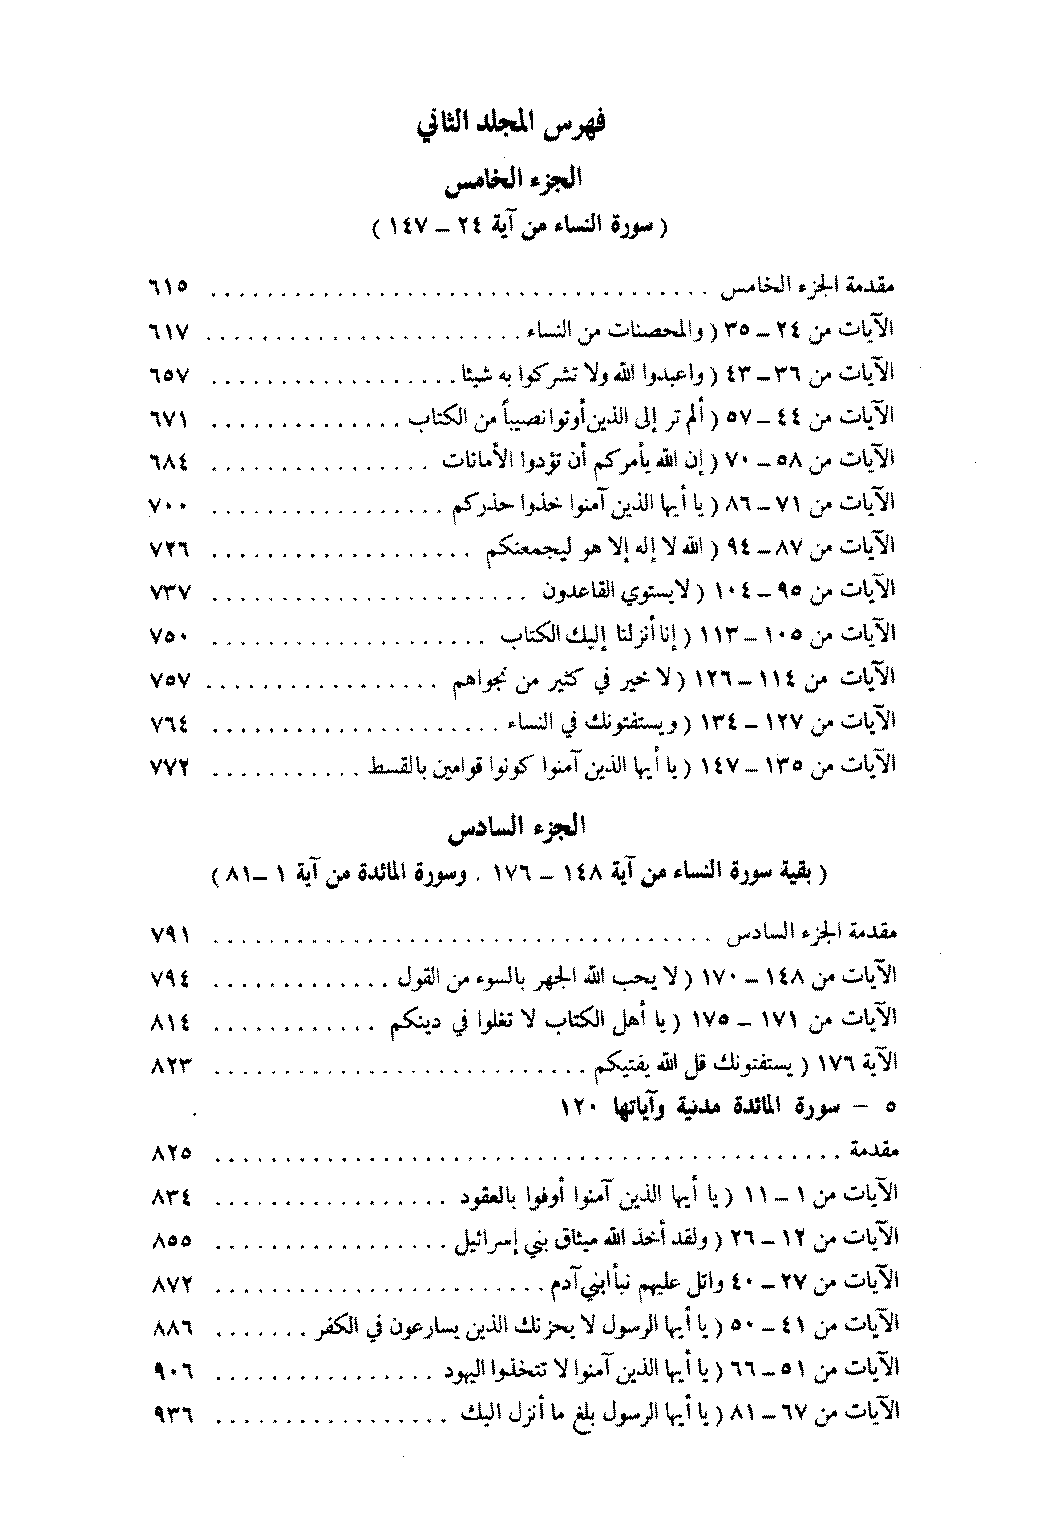 فهرس المجلد الثاني
الجزء الخامس
( سورة النساء من آية ٢٤ – ١٤٧ )
مقدمة الجزء الخامس . . . . . . . . . . ٦١٥
الآيات من ٢٤ – ٣٥ ( والمحصنات من النساء . . . . . . . . . . ٦١٧
الآيات من ٣٦ – ٤٣ ( واعبدوا الله ولا تشركوا به شيئا . . . . . . . . . . ٦٥٧
الآيات من ٤٤ – ٥٧ ( ألم تر إلى الذين أوتوا نصيباً من الكتاب . . . . . . . . . . ٦٧١
الآيات من ٥٨ – ٧٠ ( إن الله يأمركم أن تؤدوا الأمانات . . . . . . . . . . ٦٨٤
الآيات من ٧١ – ٨٦ ( يا أيها الذين آمنوا خذوا حذركم . . . . . . . . . . ٧٠٠
الآيات من ٨٧ – ٩٤ ( الله لا إله إلا هو ليجمعنكم . . . . . . . . . . ٧٢٦
الآيات من ٩٥ – ١٠٤ ( لا يستوي القاعدون . . . . . . . . . . ٧٣٧
الآيات من ١٠٥ – ١١٣ ( إنا أنزلنا إليك الكتاب . . . . . . . . . . ٧٥٠
الآيات من ١١٤ – ١٢٦ ( لا خير في كثير من نجواهم . . . . . . . . . . ٧٥٧
الآيات من ١٢٧ – ١٣٤ ( ويستفتونك في النساء . . . . . . . . . . ٧٦٤
الآيات من ١٣٥ – ١٤٧ ( يا أيها الذين آمنوا كونوا قوامين بالقسط . . . . . . . . . . ٧٧٢
الجزء السادس
( بقية سورة النساء من آية ١٤٨ – ١٧٦ . وسورة المائدة من آية ١ – ٨١ )
مقدمة الجزء السادس . . . . . . . . . . ٧٩١
الآيات من ١٤٨ – ١٧٠ ( لا يحب الله الجهر بالسوء من القول . . . . . . . . . . ٧٩٤
الآيات من ١٧١ – ١٧٥ ( يا أهل الكتاب لا تغلوا في دينكم . . . . . . . . . . ٨١٤
الآية ١٧٦ ( يستفتونك قل الله يفتيكم . . . . . . . . . . ٨٢٣
٥ – سورة المائدة مدنية وآياتها ١٢٠
مقدمة . . . . . . . . . . ٨٢٥
الآيات من ١ – ١١ ( يا أيها الذين آمنوا أوفوا بالعقود . . . . . . . . . . ٨٣٤
الآيات من ١٢ – ٢٦ ( ولقد أخذ الله ميثاق بني إسرائيل . . . . . . . . . . ٨٥٥
الآيات من ٢٧ – ٤٠ واتل عليهم نبأ ابني آدم . . . . . . . . . . ٨٧٢
الآيات من ٤١ – ٥٠ ( يا أيها الرسول لا يحزنك الذين يسارعون في الكفر . . . . . . . ٨٨٦
الآيات من ٥١ – ٦٦ ( يا أيها الذين آمنوا لا تتخذوا اليهود . . . . . . . . . . ٩٠٦
الآيات من ٦٧ – ٨١ ( يا أيها الرسول بلغ ما أنزل اليك . . . . . . . . . . ٩٣٦